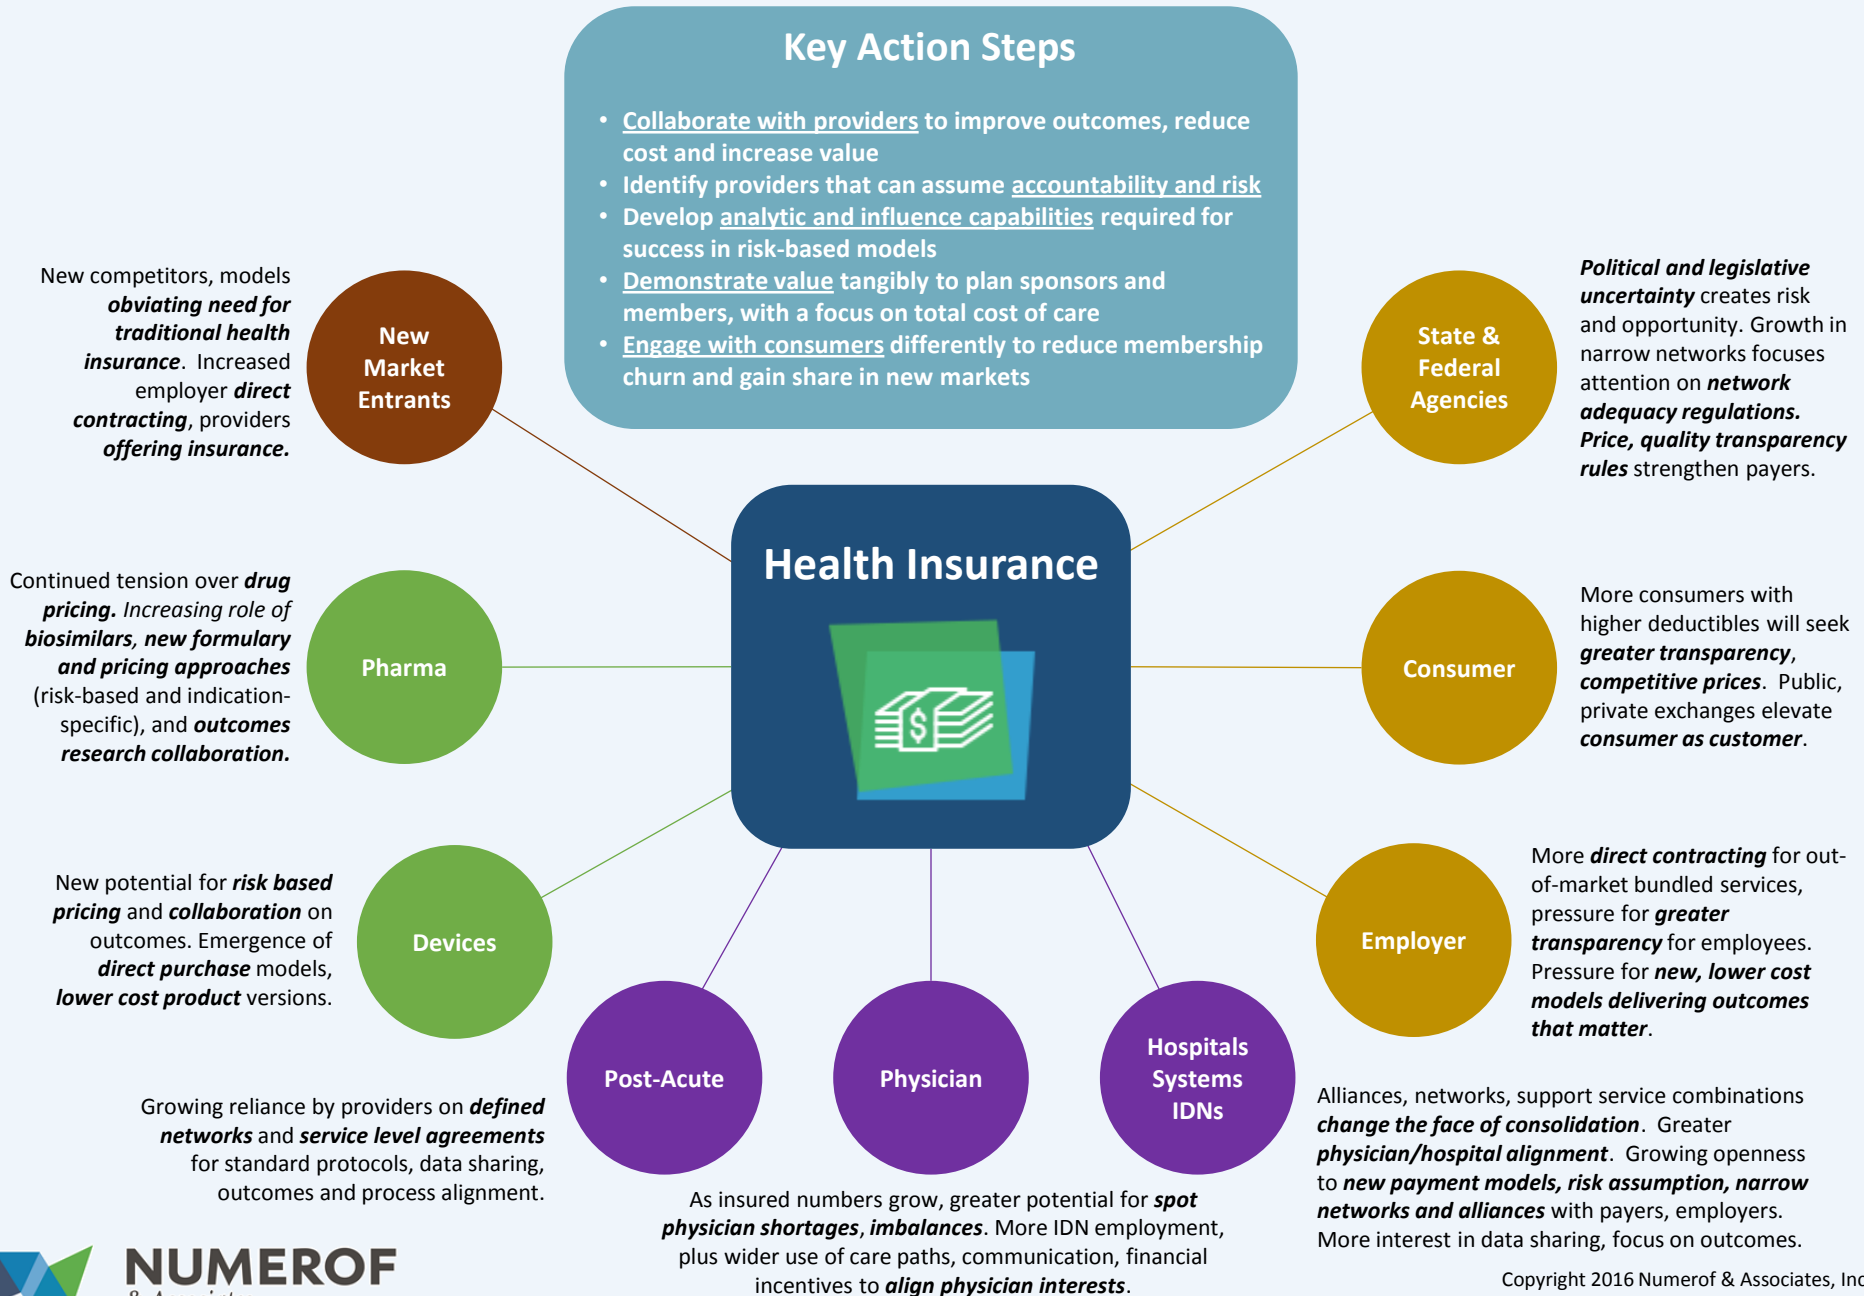 Key Action Steps
• Collaborate with providers to improve outcomes, reduce
cost and increase value
• Identify providers that can assume accountability and risk
• Develop analytic and influence capabilities required for
success in risk-based models
• Demonstrate value tangibly to plan sponsors and
members, with a focus on total cost of care
• Engage with consumers differently to reduce membership
churn and gain share in new markets
New competitors, models
obviating need for
traditional health
insurance. Increased
employer direct
contracting, providers
offering insurance.
New
Market
Entrants
State &
Federal
Agencies
Political and legislative
uncertainty creates risk
and opportunity. Growth in
narrow networks focuses
attention on network
adequacy regulations.
Price, quality transparency
rules strengthen payers.
Health Insurance
$
Continued tension over drug
pricing. Increasing role of
biosimilars, new formulary
and pricing approaches
(risk-based and indication-
specific), and outcomes
research collaboration.
Pharma
Consumer
More consumers with
higher deductibles will seek
greater transparency,
competitive prices. Public,
private exchanges elevate
consumer as customer.
New potential for risk based
pricing and collaboration on
outcomes. Emergence of
direct purchase models,
lower cost product versions.
Devices
Employer
More direct contracting for out-
of-market bundled services,
pressure for greater
transparency for employees.
Pressure for new, lower cost
models delivering outcomes
that matter.
Post-Acute
Physician
Hospitals
Systems
IDNs
Growing reliance by providers on defined
networks and service level agreements
for standard protocols, data sharing,
outcomes and process alignment.
As insured numbers grow, greater potential for spot
physician shortages, imbalances. More IDN employment,
plus wider use of care paths, communication, financial
incentives to align physician interests.
Alliances, networks, support service combinations
change the face of consolidation. Greater
physician/hospital alignment. Growing openness
to new payment models, risk assumption, narrow
networks and alliances with payers, employers.
More interest in data sharing, focus on outcomes.
NUMEROF
& Associates
Copyright 2016 Numerof & Associates, Inc